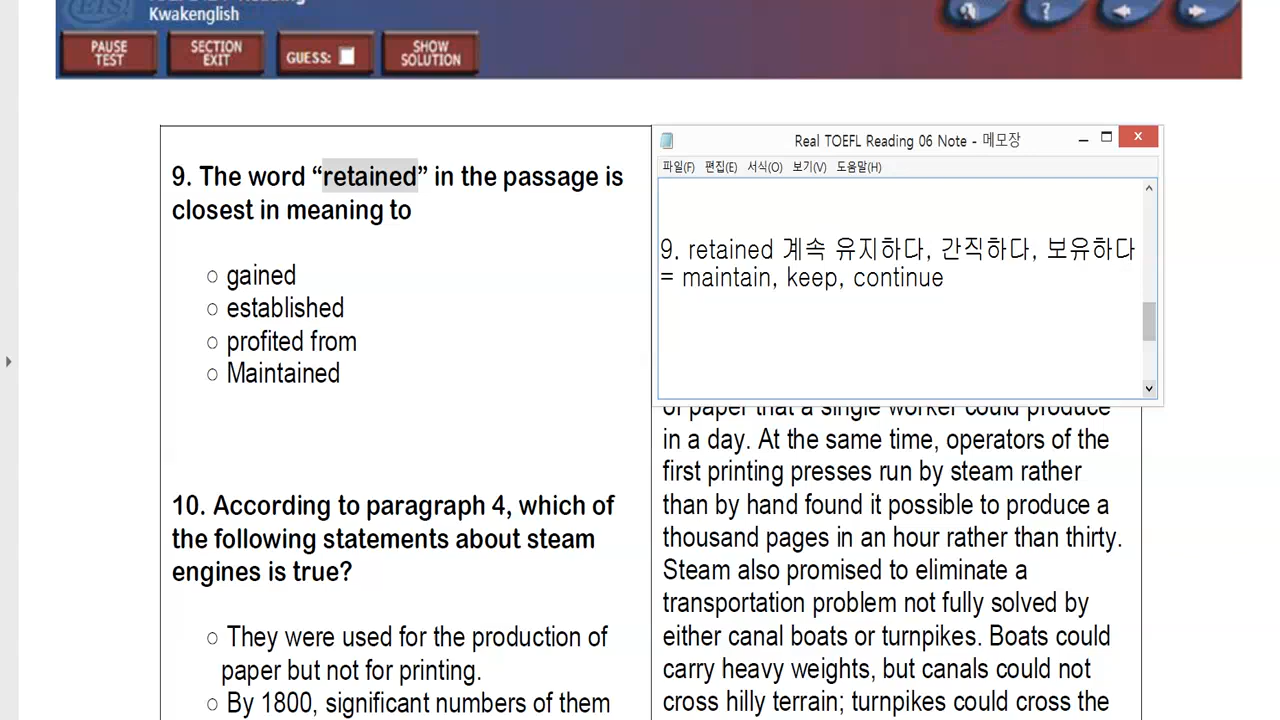 Kwakenglish
PAUSE
TEST
SECTION
EXIT
GUESS:
SHOW
SOLUTION
?
9. The word “retained” in the passage is
closest in meaning to
gained
established
profited from
Maintained
10. According to paragraph 4, which of
the following statements about steam
engines is true?
They were used for the production of
paper but not for printing.
By 1800, significant numbers of them
Real TOEFL Reading 06 Note - 메모장
파일(F) 편집(E) 서식(O) 보기(V) 도움말(H)
9. retained 계속 유지하다, 간직하다, 보유하다
= maintain, keep, continue
of paper that a single worker could produce
in a day. At the same time, operators of the
first printing presses run by steam rather
than by hand found it possible to produce a
thousand pages in an hour rather than thirty.
Steam also promised to eliminate a
transportation problem not fully solved by
either canal boats or turnpikes. Boats could
carry heavy weights, but canals could not
cross hilly terrain; turnpikes could cross the